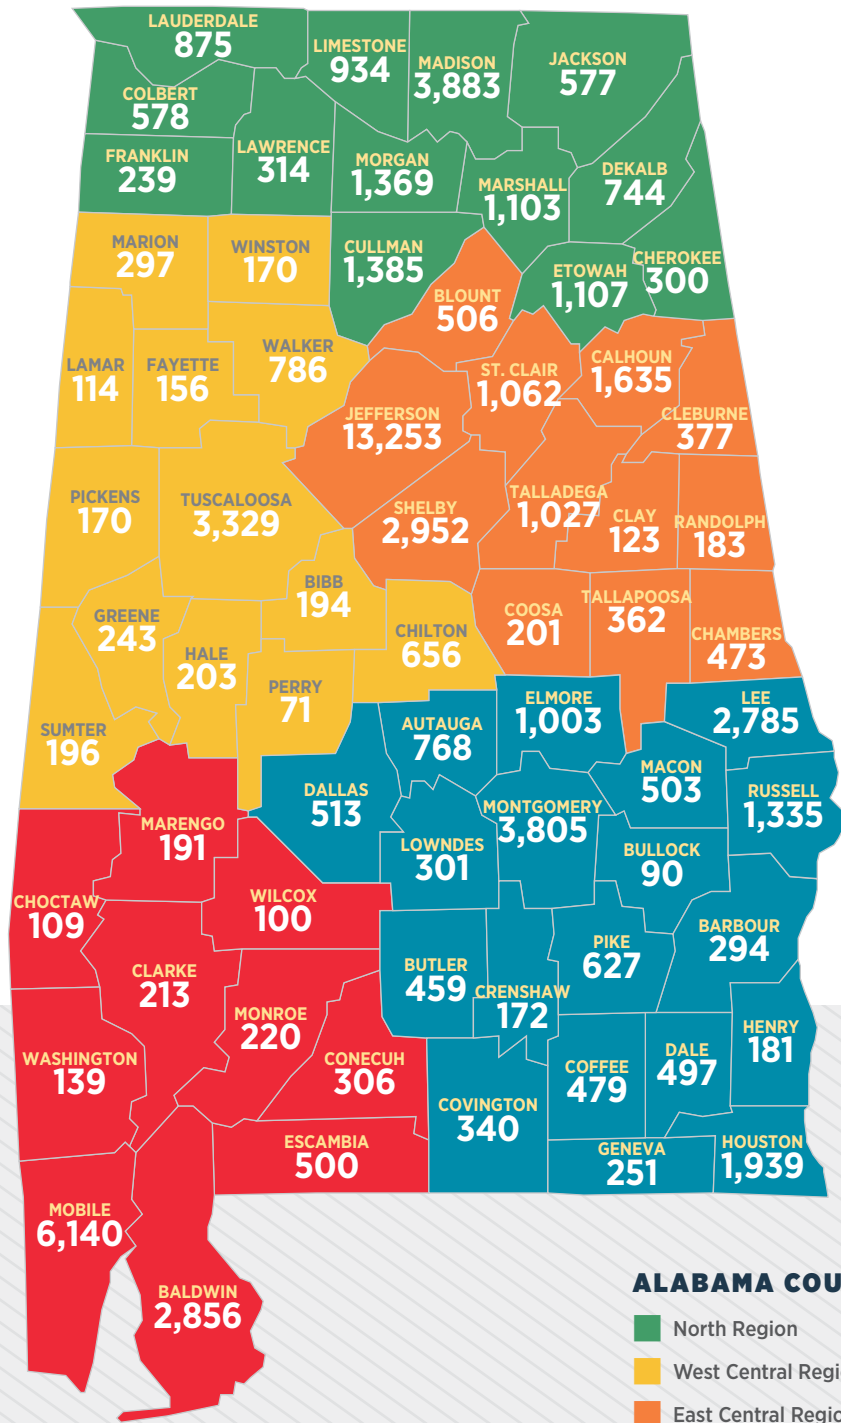 LAUDERDALE
875
LIMESTONE
934
MADISON
3,883
JACKSON
577
COLBERT
578
FRANKLIN
239
LAWRENCE
314
MORGAN
1,369
MARSHALL
1,103
DEKALB
744
MARION
297
WINSTON
170
CULLMAN
1,385
BLOUNT
506
ETOWAH
1,107
CHEROKEE
300
LAMAR
114
FAYETTE
156
WALKER
786
ST. CLAIR
1,062
CALHOUN
1,635
JEFFERSON
13,253
CLEBURNE
377
PICKENS
170
TUSCALOOSA
3,329
SHELBY
2,952
TALLADEGA
1,027
CLAY
123
RANDOLPH
183
BIBB
194
GREENE
243
HALE
203
CHILTON
656
COOSA
201
TALLAPOOSA
362
CHAMBERS
473
PERRY
71
SUMTER
196
AUTAUGA
768
ELMORE
1,003
LEE
2,785
DALLAS
513
MACON
503
RUSSELL
1,335
MARENGO
191
LOWNDES
301
MONTGOMERY
3,805
BULLOCK
90
CHOCTAW
109
WILCOX
100
BARBOUR
294
CLARKE
213
BUTLER
459
CRENSHAW
172
PIKE
627
MONROE
220
HENRY
181
WASHINGTON
139
CONECUH
306
COFFEE
479
DALE
497
COVINGTON
340
ESCAMBIA
500
GENEVA
251
HOUSTON
1,939
MOBILE
6,140
BALDWIN
2,856
ALABAMA COU
North Region
West Central Regi
East Central Regio